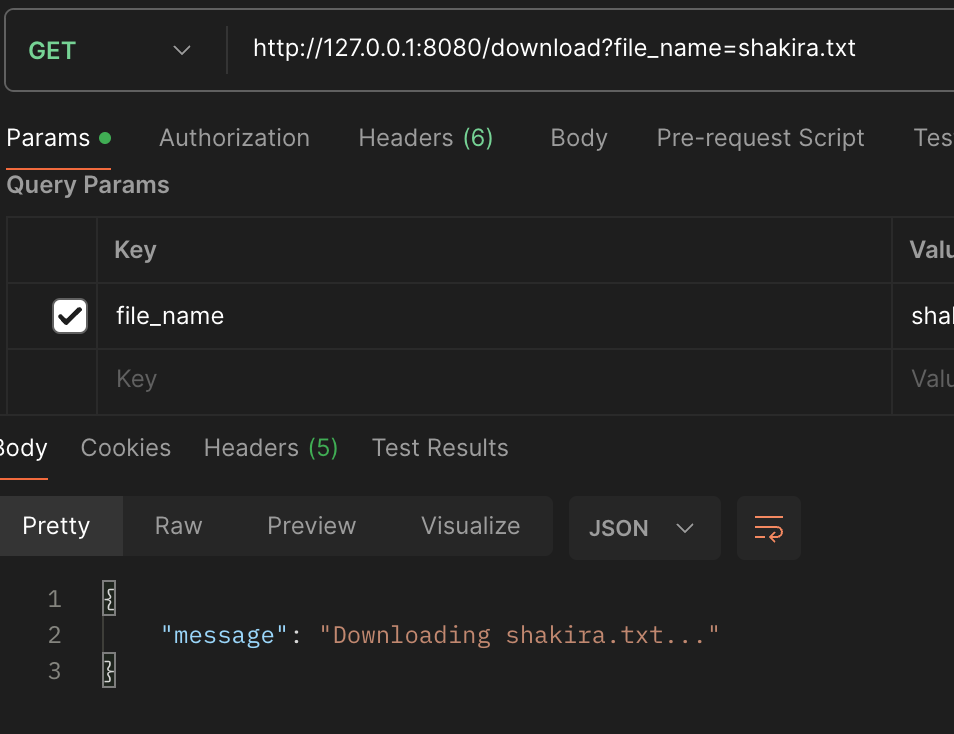 GET http://127.0.0.1:8080/download?file_name=shakira.txt
Params Authorization Headers (6) Body Pre-request Script Tes
Query Params
Key Valu
file_name shak
Key Valu
Body Cookies Headers (5) Test Results
Pretty Raw Preview Visualize JSON
1 {
2 "message": "Downloading shakira.txt..."
3 }